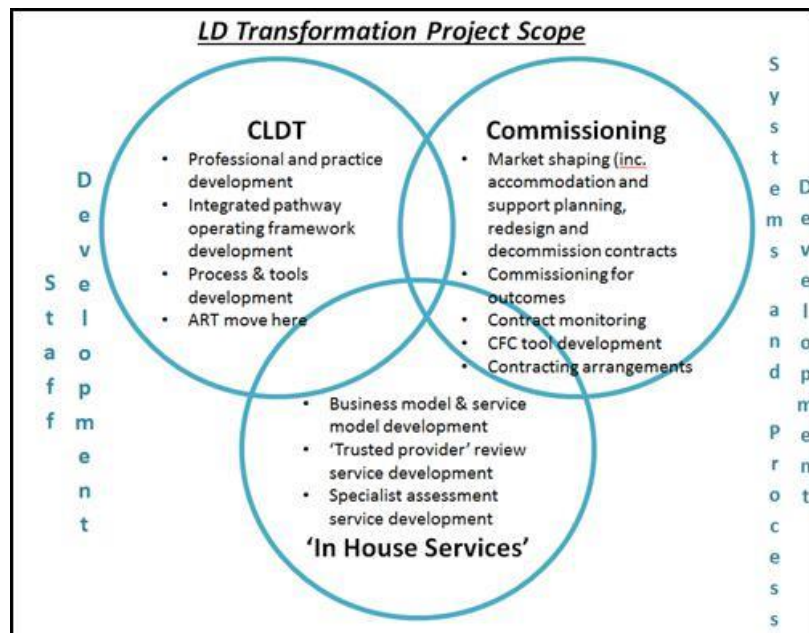 LD Transformation Project Scope
CLDT
• Professional and practice
development
• Integrated pathway
operating framework
development
• Process & tools
development
• ART move here
Commissioning
• Market shaping (inc.
accommodation and
support planning,
redesign and
decommission contracts
• Commissioning for
outcomes
• Contract monitoring
• CFC tool development
• Contracting arrangements
• Business model & service
model development
• ‘Trusted provider’ review
service development
• Specialist assessment
service development
‘In House Services’
Staff
Development
Systems and Process
Development